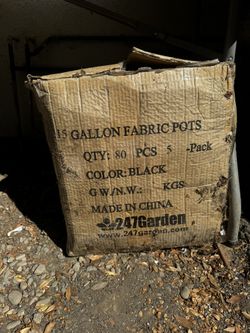 15 GALLON FABRIC POTS
QTY: 80 PCS 5 -Pack
COLOR: BLACK
G W./N.W.: KGS
MADE IN CHINA
247Garden
www.247garden.com